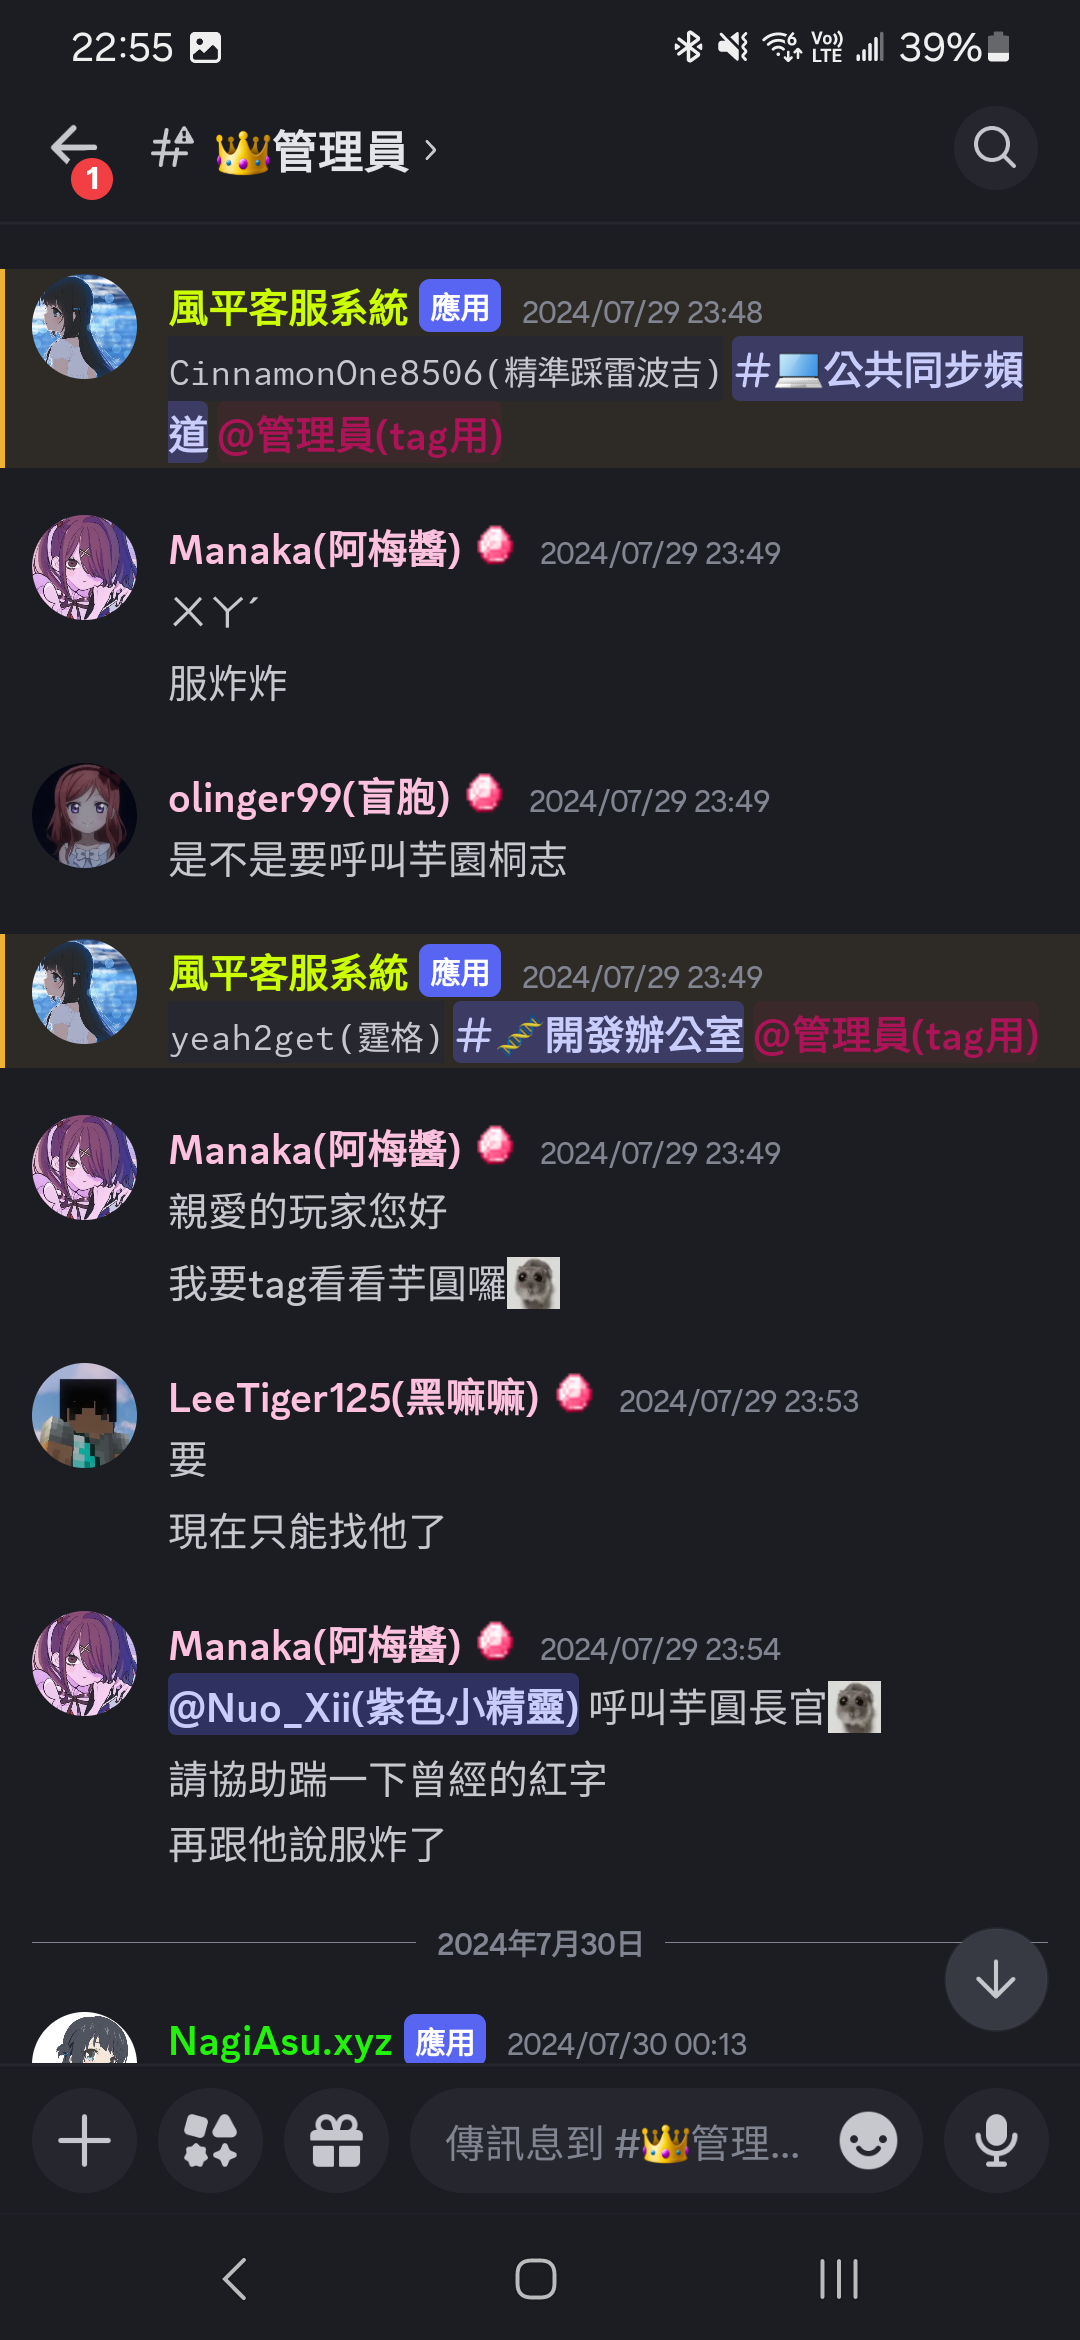 22:55 Vo)) LTE 39%
1
# 👑管理員 ›
風平客服系統 應用 2024/07/29 23:48
CinnamonOne8506(精準踩雷波吉) #💻公共同步頻
道 @管理員(tag用)
Manaka(阿梅醬) 2024/07/29 23:49
ㄨㄚˊ
服炸炸
olinger99(盲胞) 2024/07/29 23:49
是不是要呼叫芋園桐志
風平客服系統 應用 2024/07/29 23:49
yeah2get(霆格) #🧬開發辦公室 @管理員(tag用)
Manaka(阿梅醬) 2024/07/29 23:49
親愛的玩家您好
我要tag看看芋圓囉
LeeTiger125(黑嘛嘛) 2024/07/29 23:53
要
現在只能找他了
Manaka(阿梅醬) 2024/07/29 23:54
@Nuo_Xii(紫色小精靈) 呼叫芋圓長官
請協助踹一下曾經的紅字
再跟他說服炸了
2024年7月30日
NagiAsu.xyz 應用 2024/07/30 00:13
傳訊息到 #👑管理...